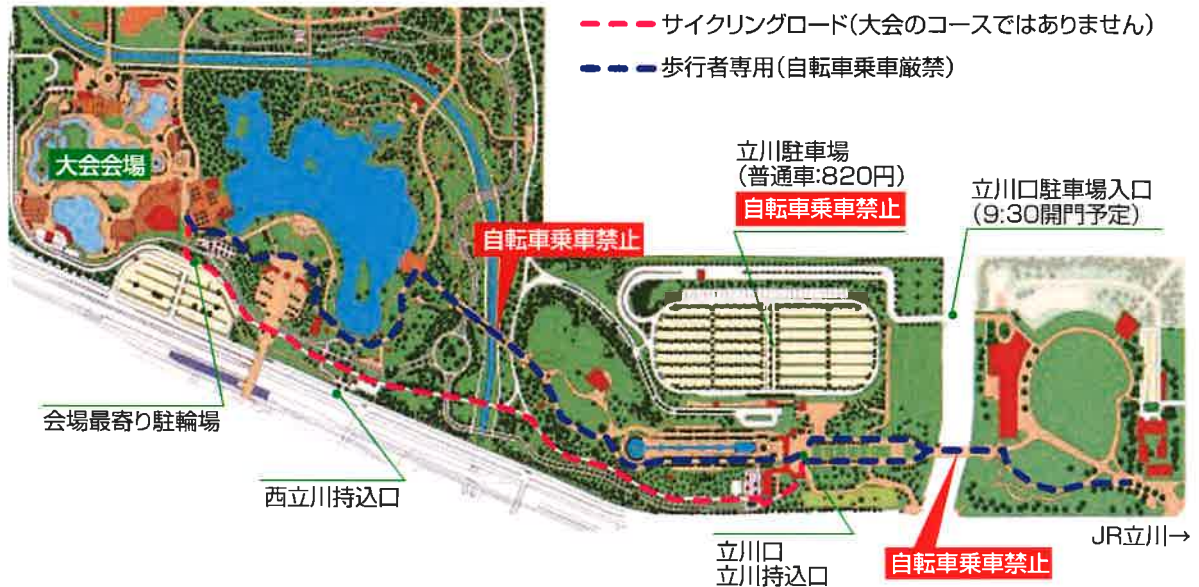 サイクリングロード(大会のコースではありません)
歩行者専用(自転車乗車厳禁)
大会会場
立川駐車場
(普通車:820円)
自転車乗車禁止
立川口駐車場入口
(9:30開門予定)
自転車乗車禁止
会場最寄り駐輪場
西立川持込口
立川口
立川持込口
自転車乗車禁止
JR立川→